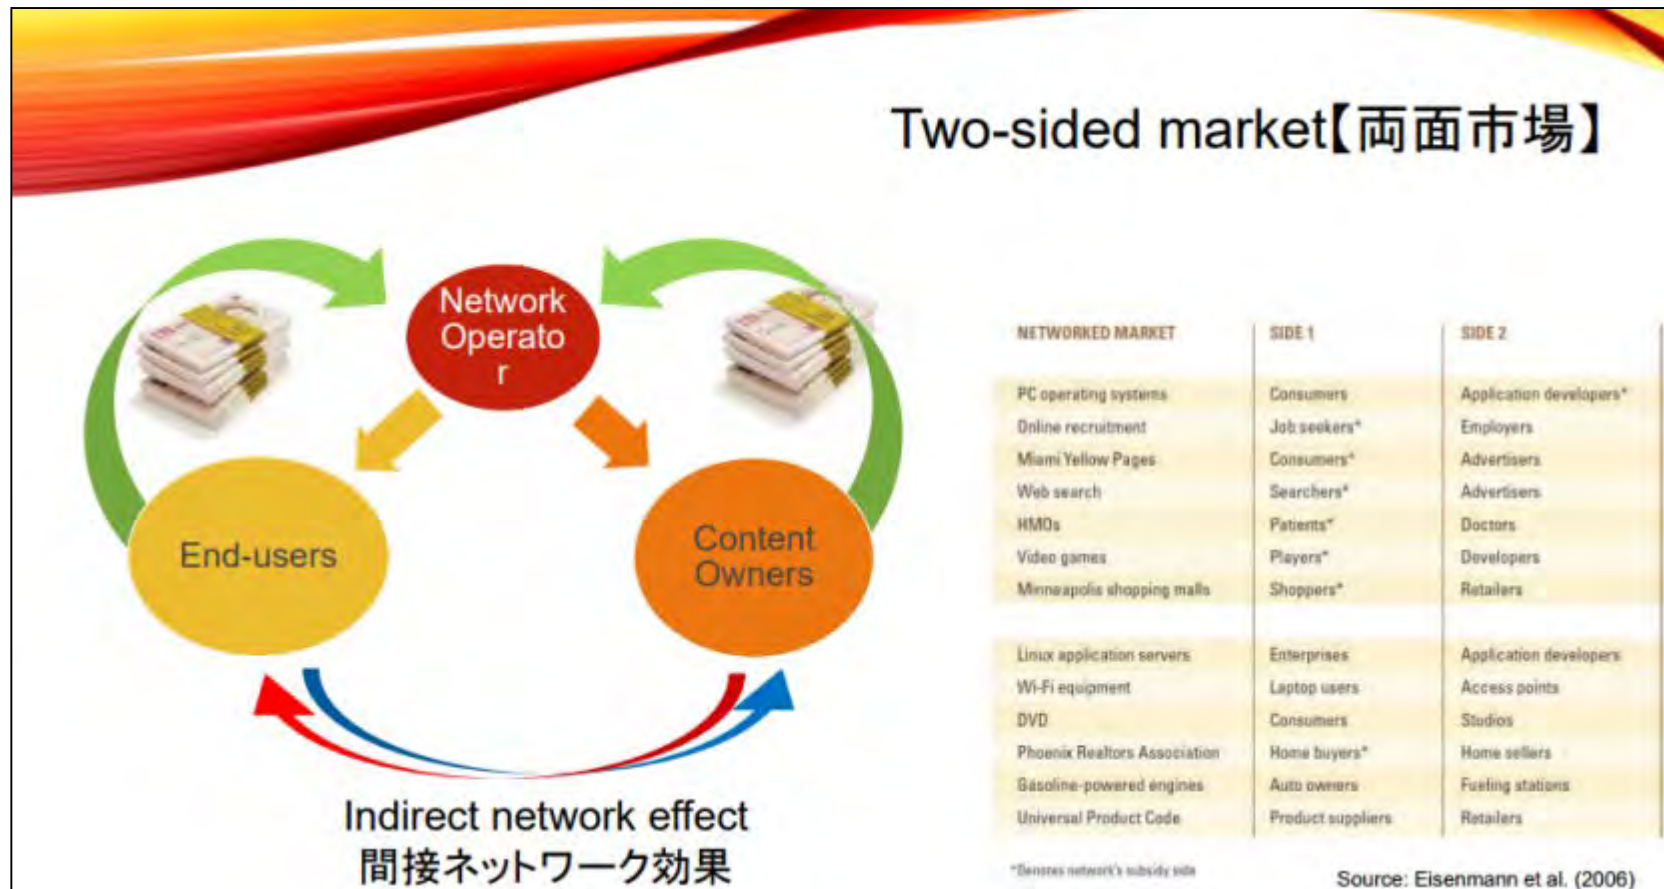 Two-sided market【両面市場】
Network
Operato
r
End-users
Content
Owners
Indirect network effect
間接ネットワーク効果
NETWORKED MARKET SIDE 1 SIDE 2
PC operating systems Consumers Application developers*
Online recruitment Job seekers* Employers
Miami Yellow Pages Consumers* Advertisers
Web search Searchers* Advertisers
HMOs Patients* Doctors
Video games Players* Developers
Minneapolis shopping malls Shoppers* Retailers
Linux application servers Enterprises Application developers
Wi-Fi equipment Laptop users Access points
DVD Consumers Studios
Phoenix Realtors Association Home buyers* Home sellers
Gasoline-powered engines Auto owners Fueling stations
Universal Product Code Product suppliers Retailers
*Denotes network's subsidy side
Source: Eisenmann et al. (2006)